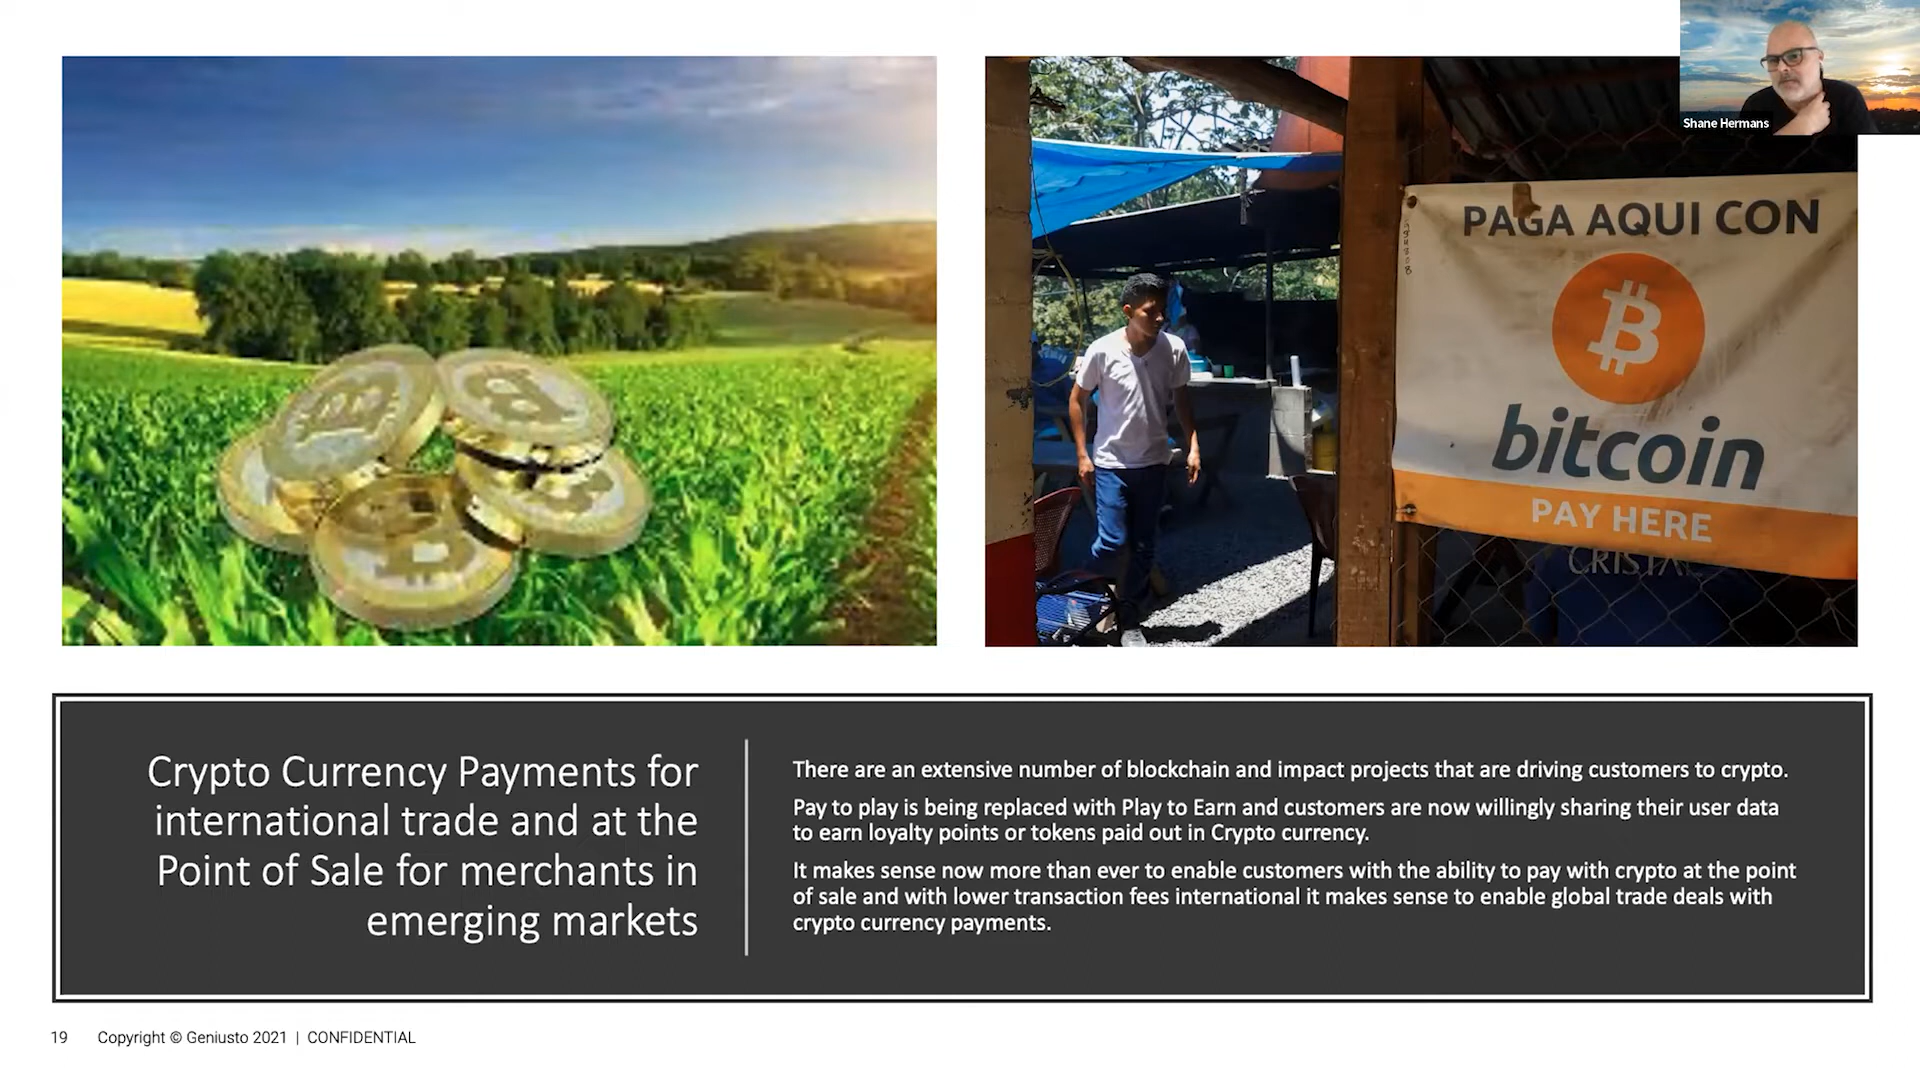 Shane Hermans
PAGA AQUI CON
bitcoin
PAY HERE
Crypto Currency Payments for
international trade and at the
Point of Sale for merchants in
emerging markets
There are an extensive number of blockchain and impact projects that are driving customers to crypto.
Pay to play is being replaced with Play to Earn and customers are now willingly sharing their user data
to earn loyalty points or tokens paid out in Crypto currency.
It makes sense now more than ever to enable customers with the ability to pay with crypto at the point
of sale and with lower transaction fees international it makes sense to enable global trade deals with
crypto currency payments.
19 Copyright © Geniusto 2021 | CONFIDENTIAL